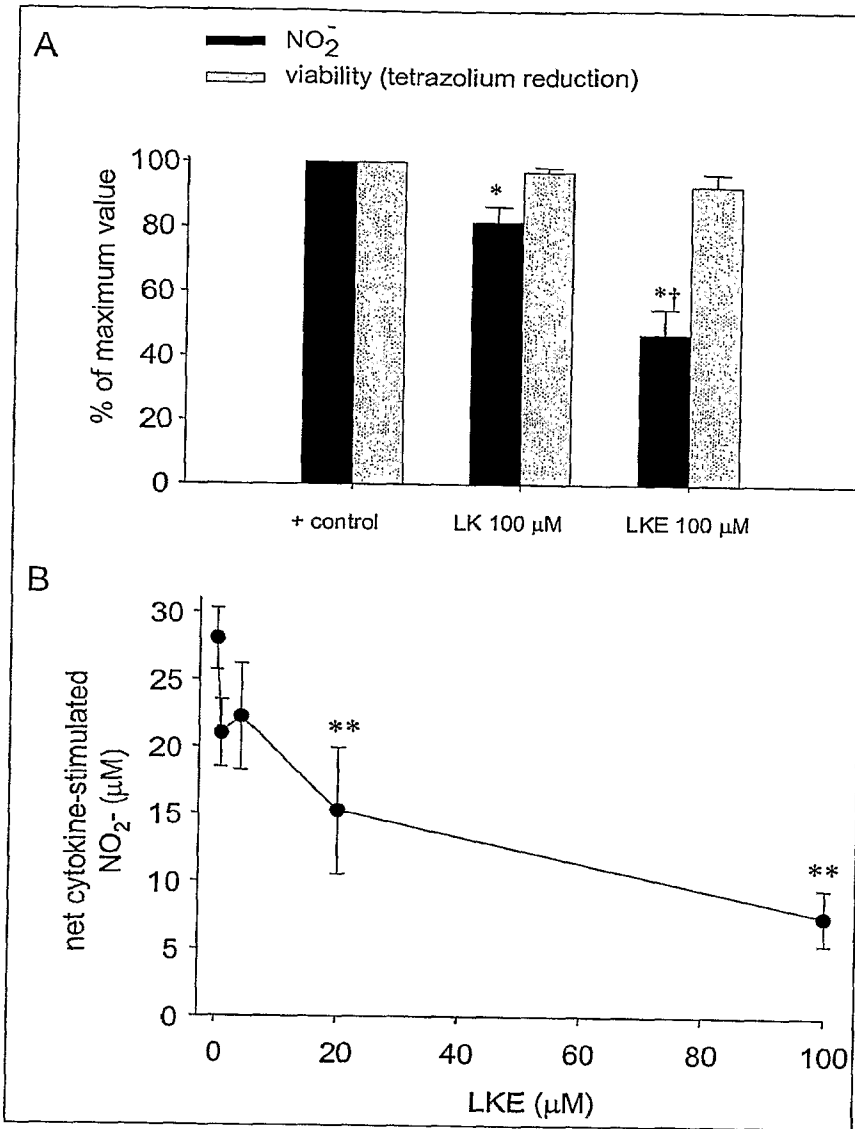 A
NO₂⁻
viability (tetrazolium reduction)
% of maximum value
100
80
60
40
20
0
*
*†
+ control
LK 100 μM
LKE 100 μM
B
net cytokine-stimulated
NO₂- (μM)
30
25
20
15
10
5
0
**
**
0
20
40
60
80
100
LKE (μM)